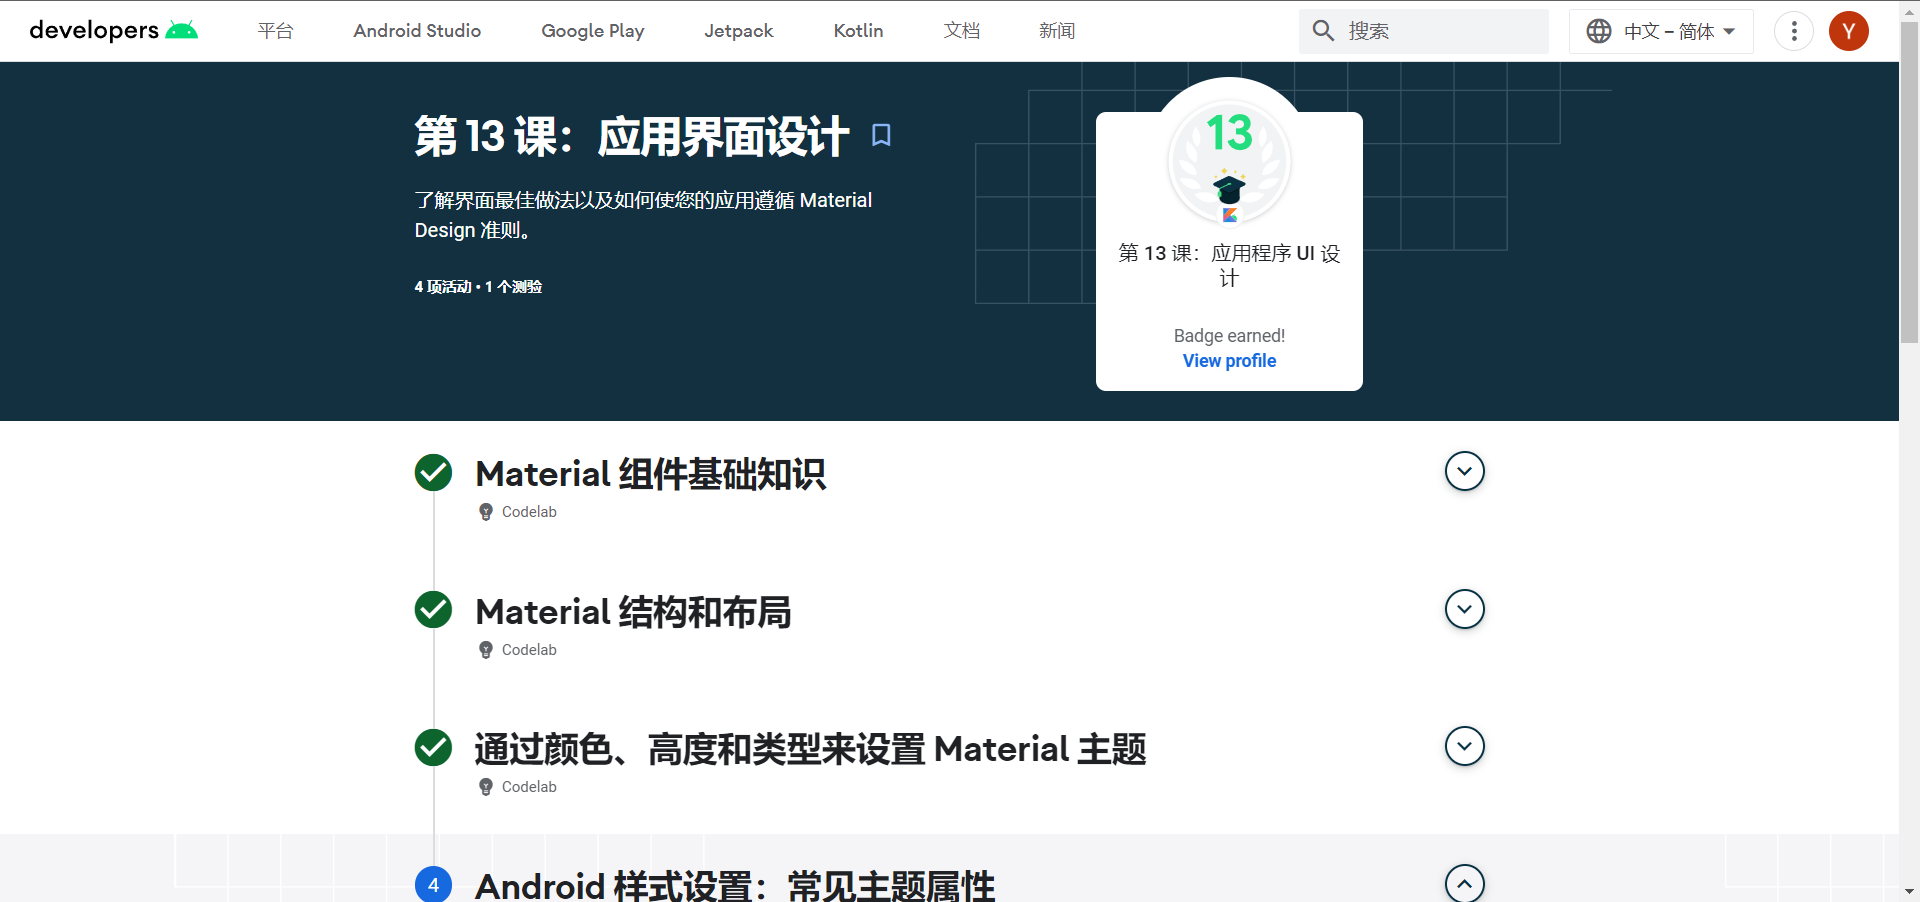 developers 平台 Android Studio Google Play Jetpack Kotlin 文档 新闻 搜索 中文 – 简体 Y
第 13 课：应用界面设计
了解界面最佳做法以及如何使您的应用遵循 Material
Design 准则。
4 项活动 • 1 个测验
13
第 13 课：应用程序 UI 设
计
Badge earned!
View profile
Material 组件基础知识
Codelab
Material 结构和布局
Codelab
通过颜色、高度和类型来设置 Material 主题
Codelab
4 Android 样式设置：常见主题属性